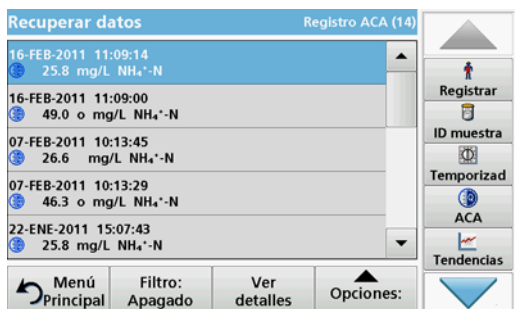 Recuperar datos
Registro ACA (14)
16-FEB-2011 11:09:14
25.8 mg/L NH₄⁺-N
16-FEB-2011 11:09:00
49.0 o mg/L NH₄⁺-N
07-FEB-2011 10:13:45
26.6 mg/L NH₄⁺-N
07-FEB-2011 10:13:29
46.3 o mg/L NH₄⁺-N
22-ENE-2011 15:07:43
25.8 mg/L NH₄⁺-N
Menú
Principal
Filtro:
Apagado
Ver
detalles
Opciones:
Registrar
ID muestra
Temporizad
ACA
Tendencias